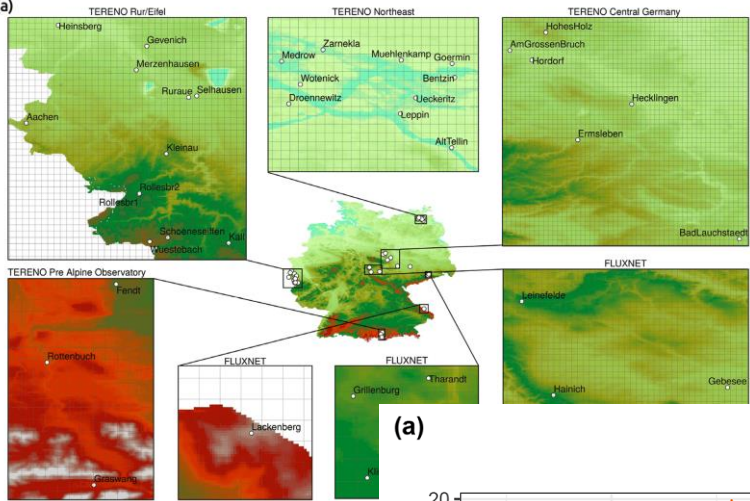 a)
TERENO Rur/Eifel
Heinsberg
Gevenich
Merzenhausen
Ruraue
Selhausen
Aachen
Kleinau
Rollesbr2
Rollesbr1
Schoeneseiffen
Kall
Wuestebach
TERENO Northeast
Zarnekla
Medrow
Muehlenkamp
Goermin
Wotenick
Bentzin
Droennewitz
Ueckeritz
Leppin
AltTellin
TERENO Central Germany
HohesHolz
AmGrossenBruch
Hordorf
Hecklingen
Ermsleben
BadLauchstaedt
TERENO Pre Alpine Observatory
Fendt
Rottenbuch
Graswang
FLUXNET
Lackenberg
FLUXNET
Tharandt
Grillenburg
Kli
FLUXNET
Leinefelde
Hainich
Gebesee
(a)
20